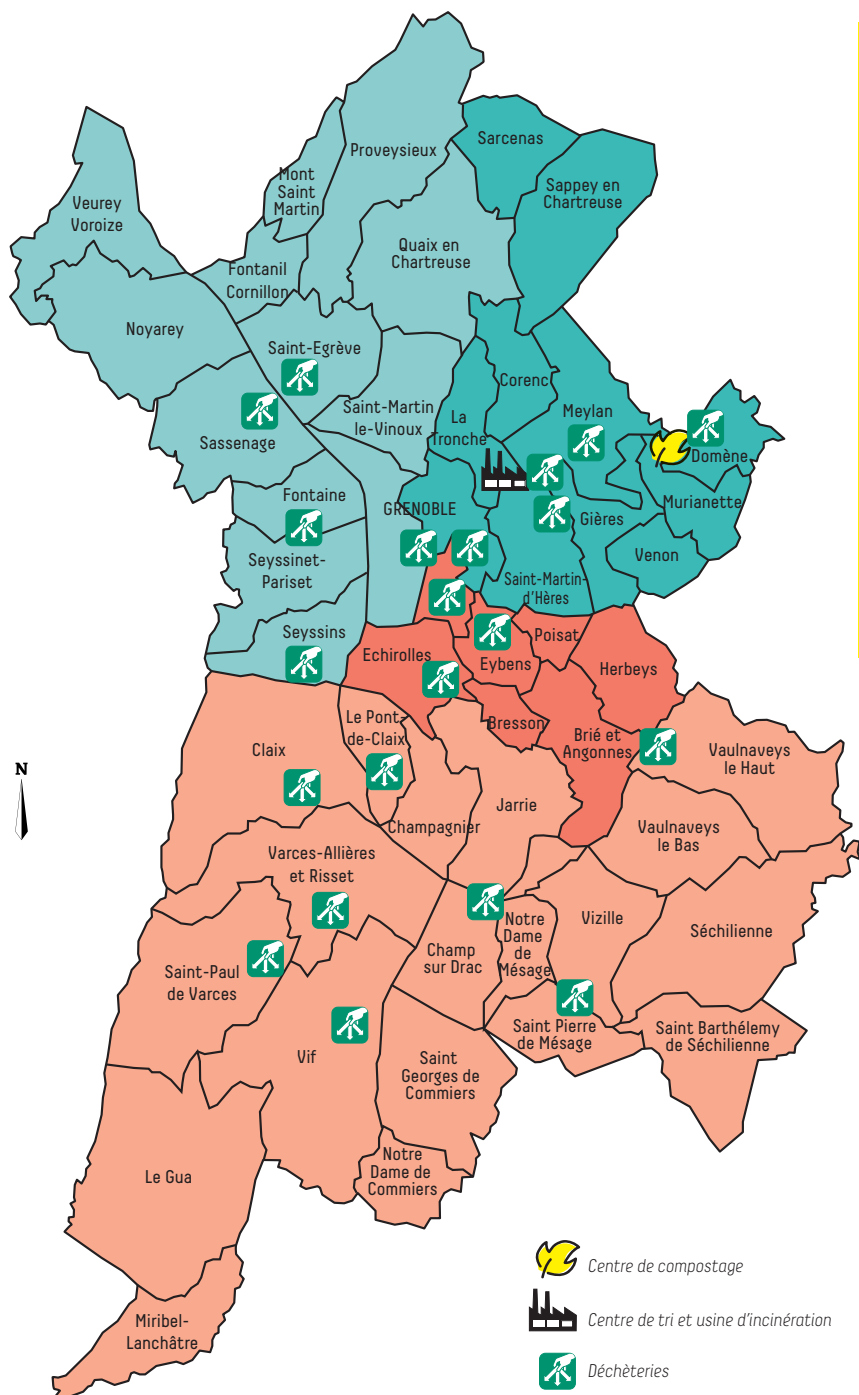 Sarcenas
Proveysieux
Mont
Saint
Martin
Sappey en
Chartreuse
Veurey
Voroize
Quaix en
Chartreuse
Fontanil
Cornillon
Noyarey
Saint-Egrève
Corenc
Saint-Martin
le-Vinoux
La
Tronche
Meylan
Sassenage
Domène
Fontaine
Murianette
GRENOBLE
Gières
Seyssinet-
Pariset
Venon
Saint-Martin-
d'Hères
Seyssins
Echirolles
Eybens
Poisat
Herbeys
Le Pont-
de-Claix
Bresson
Brié et
Angonnes
Claix
Vaulnaveys
le Haut
N
Jarrie
Champagnier
Vaulnaveys
le Bas
Varces-Allières
et Risset
Notre
Dame
de
Mésage
Vizille
Séchilienne
Champ
sur Drac
Saint-Paul
de Varces
Saint Pierre
de Mésage
Saint Barthélemy
de Séchilienne
Vif
Saint
Georges de
Commiers
Notre
Dame de
Commiers
Le Gua
Miribel-
Lanchâtre
Centre de compostage
Centre de tri et usine d'incinération
Déchèteries